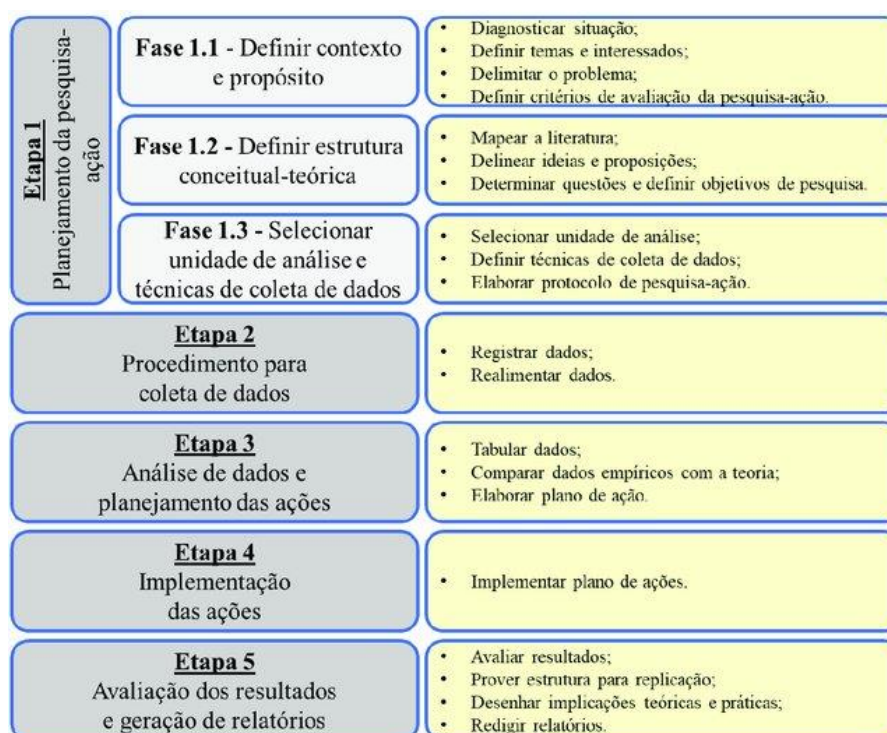 Etapa 1
Planejamento da pesquisa-
ação
Fase 1.1 - Definir contexto
e propósito
• Diagnosticar situação;
• Definir temas e interessados;
• Delimitar o problema;
• Definir critérios de avaliação da pesquisa-ação.
Fase 1.2 - Definir estrutura
conceitual-teórica
• Mapear a literatura;
• Delinear ideias e proposições;
• Determinar questões e definir objetivos de pesquisa.
Fase 1.3 - Selecionar
unidade de análise e
técnicas de coleta de dados
• Selecionar unidade de análise;
• Definir técnicas de coleta de dados;
• Elaborar protocolo de pesquisa-ação.
Etapa 2
Procedimento para
coleta de dados
• Registrar dados;
• Realimentar dados.
Etapa 3
Análise de dados e
planejamento das ações
• Tabular dados;
• Comparar dados empíricos com a teoria;
• Elaborar plano de ação.
Etapa 4
Implementação
das ações
• Implementar plano de ações.
Etapa 5
Avaliação dos resultados
e geração de relatórios
• Avaliar resultados;
• Prover estrutura para replicação;
• Desenhar implicações teóricas e práticas;
• Redigir relatórios.